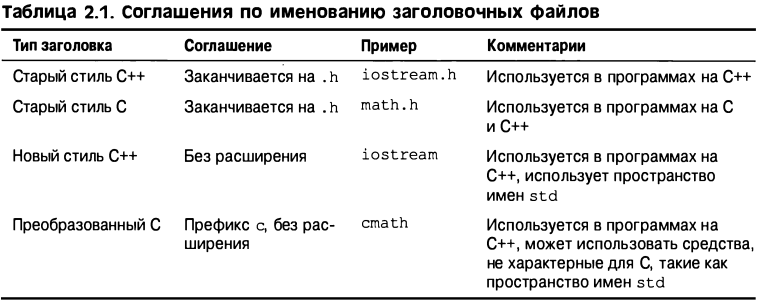 Таблица 2.1. Соглашения по именованию заголовочных файлов
Тип заголовка Соглашение Пример Комментарии
Старый стиль C++ Заканчивается на .h iostream.h Используется в программах на C++
Старый стиль C Заканчивается на .h math.h Используется в программах на C
и C++
Новый стиль C++ Без расширения iostream Используется в программах на
C++, использует пространство
имен std
Преобразованный C Префикс c, без рас- cmath Используется в программах на
ширения C++, может использовать средства,
не характерные для C, такие как
пространство имен std